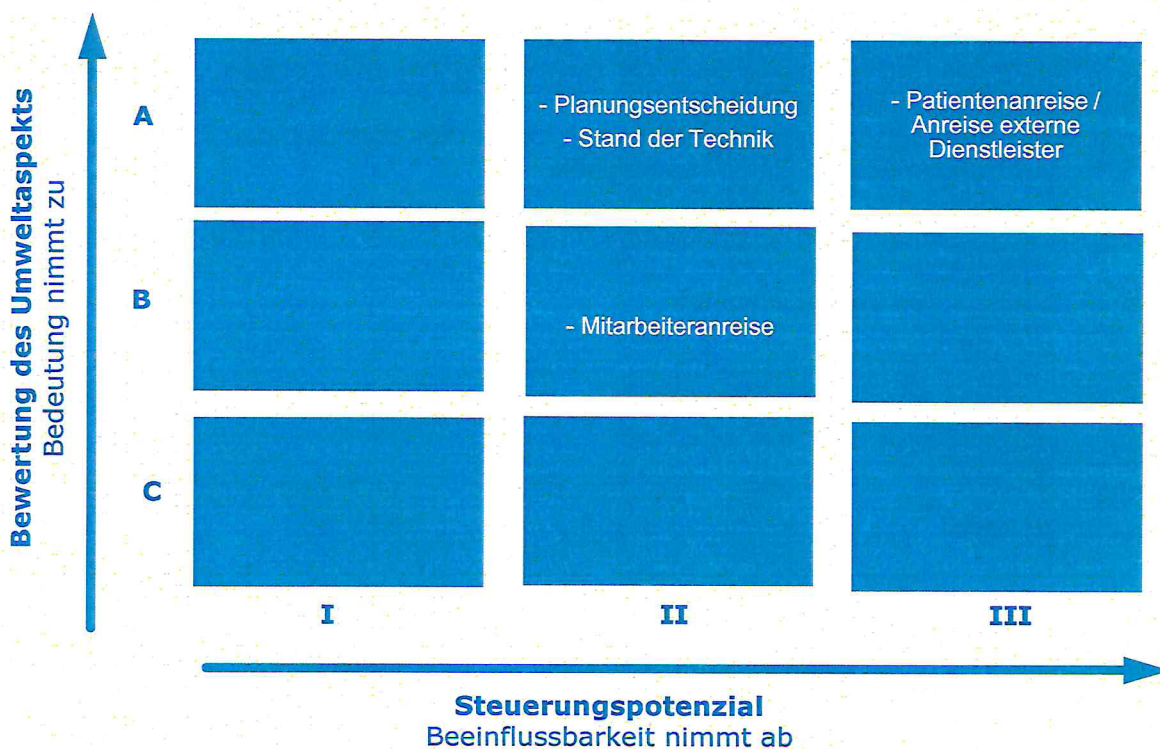 Bewertung des Umweltaspekts
Bedeutung nimmt zu
A
- Planungsentscheidung
- Stand der Technik
- Patientenanreise /
Anreise externe
Dienstleister
B
- Mitarbeiteranreise
C
I
II
III
Steuerungspotenzial
Beeinflussbarkeit nimmt ab